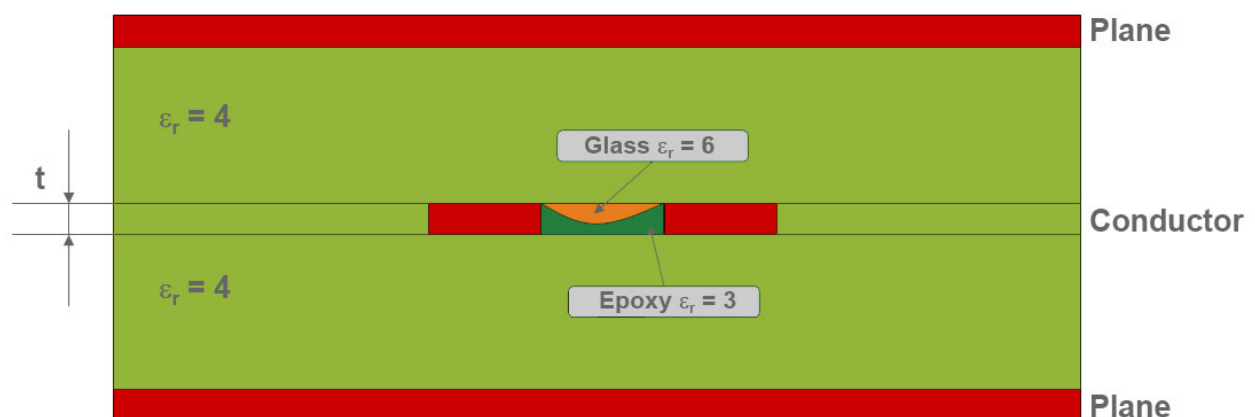 Plane
εr = 4
Glass εr = 6
t
Conductor
εr = 4
Epoxy εr = 3
Plane